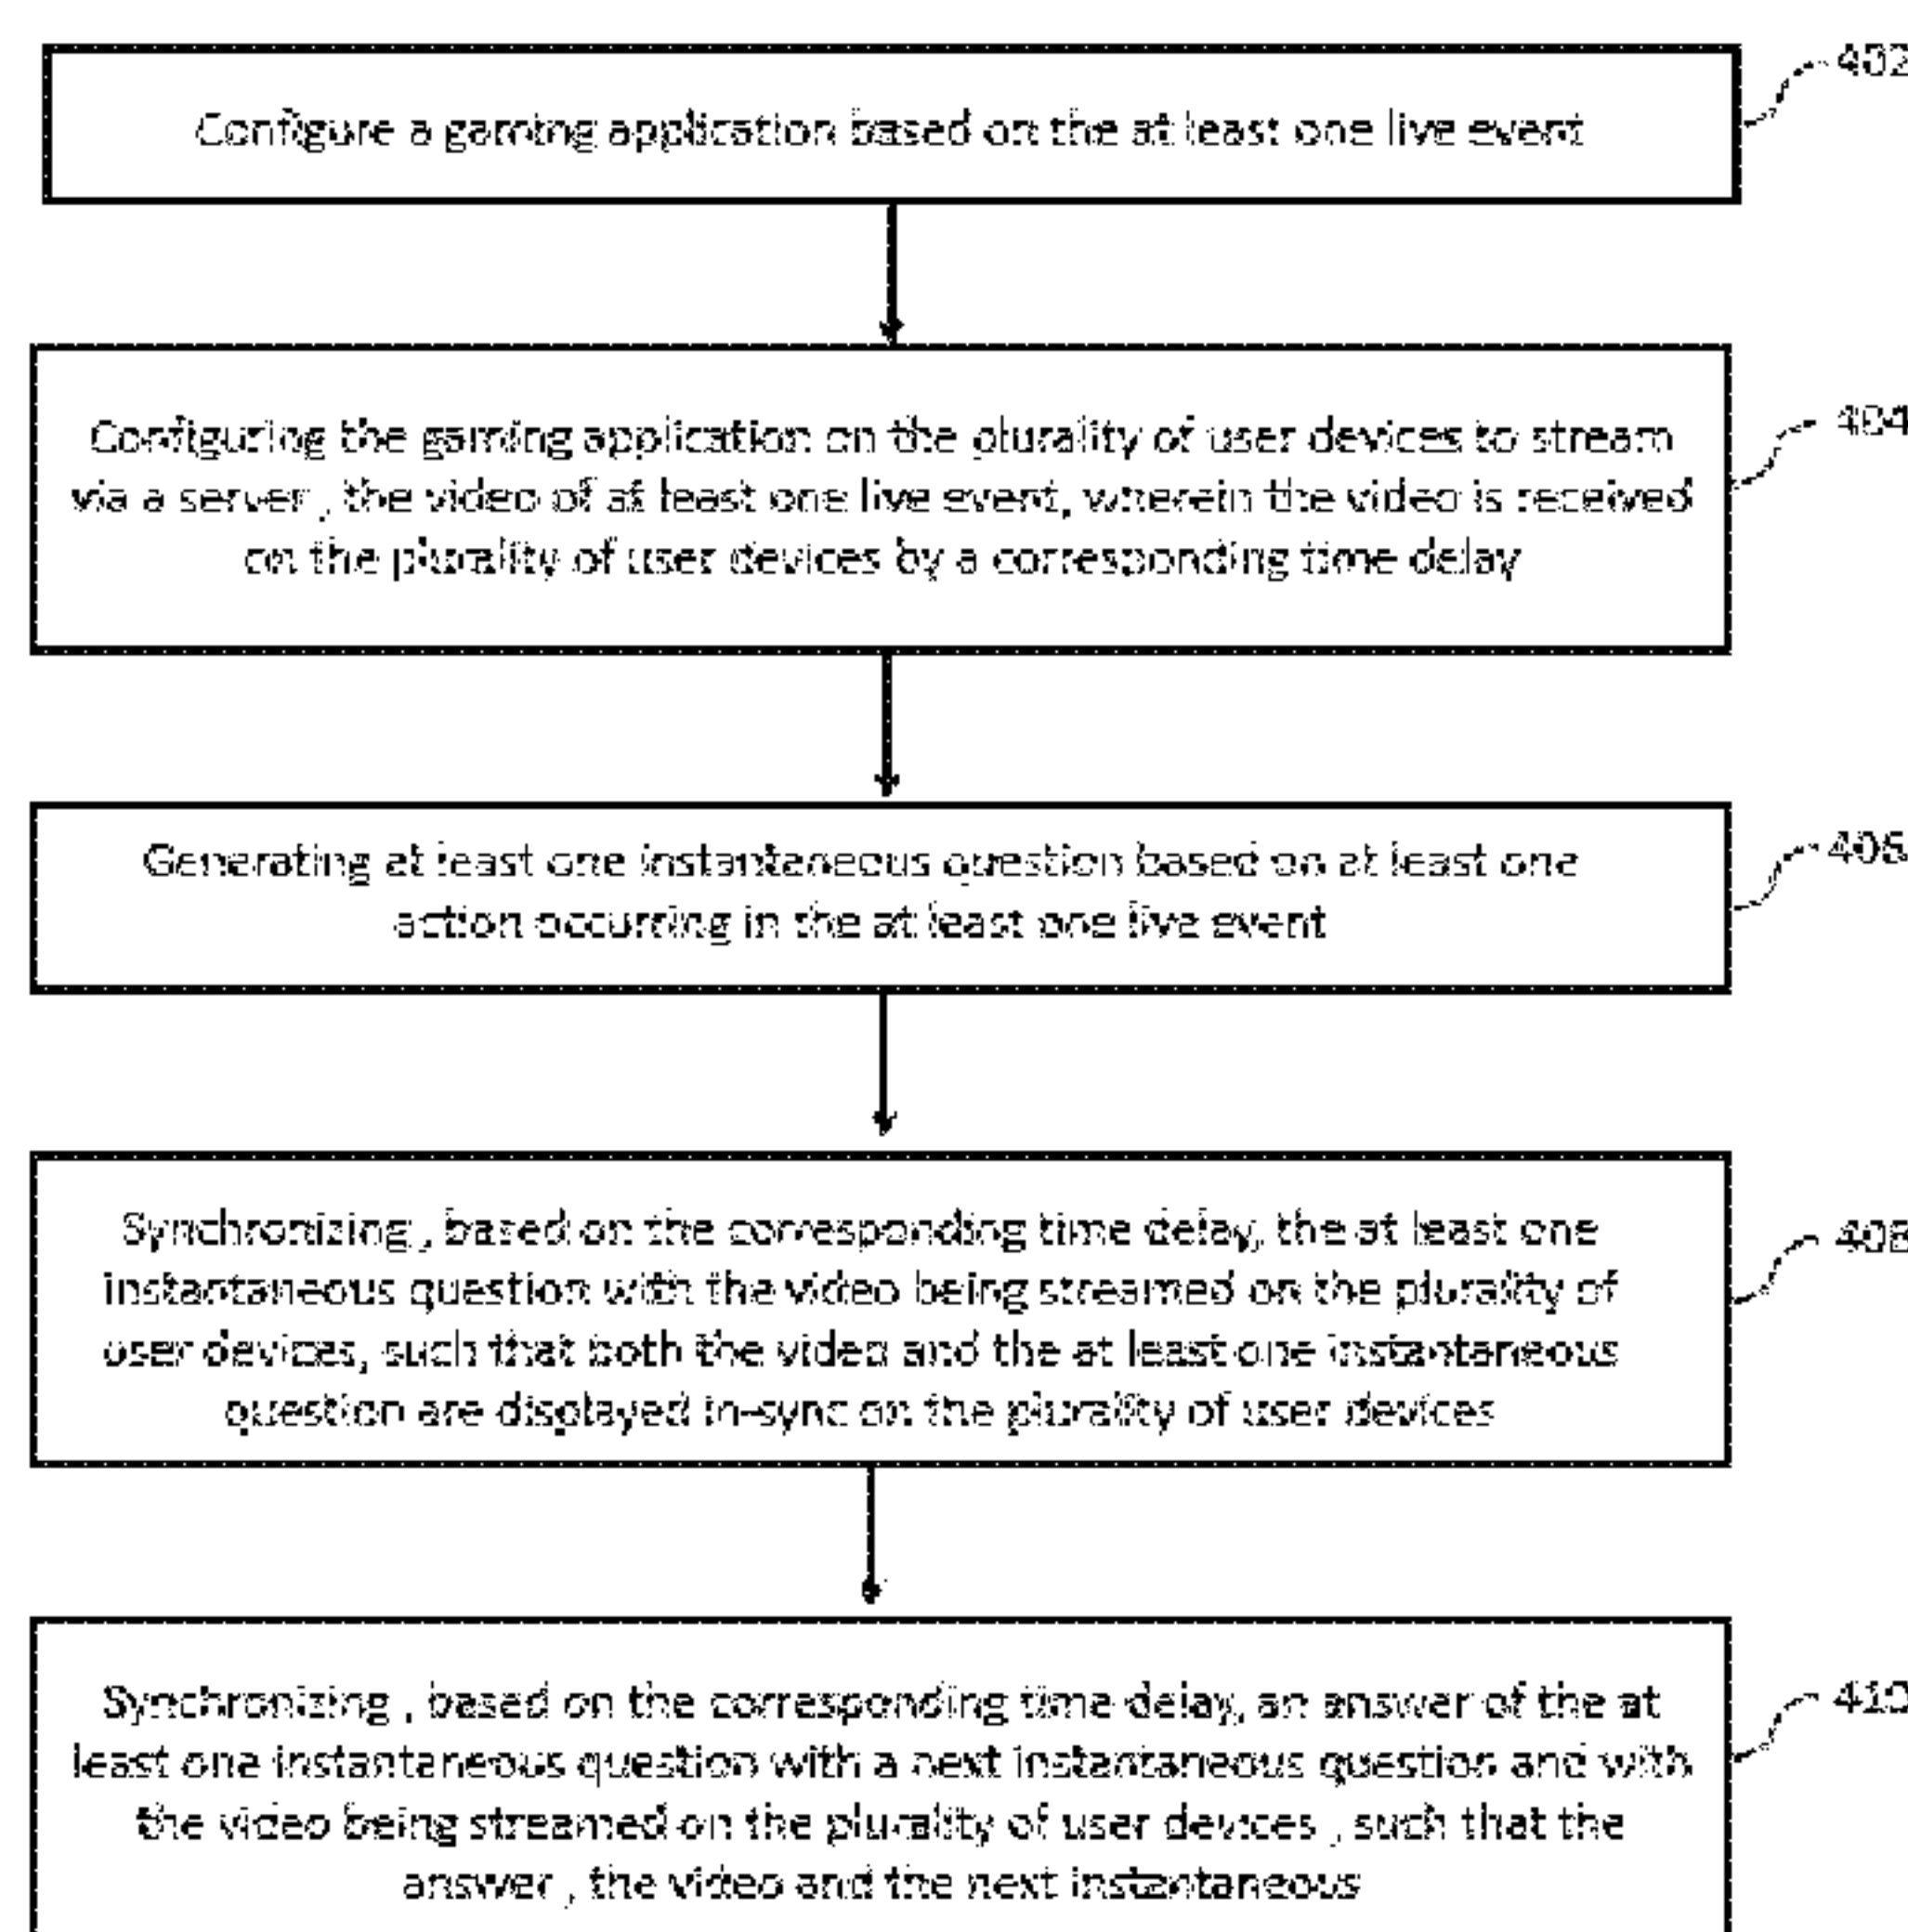 402
Configure a gaming application based on the at least one live event
404
Configuring the gaming application on the plurality of user devices to stream
via a server , the video of at least one live event, wherein the video is received
on the plurality of user devices by a corresponding time delay
406
Generating at least one instantaneous question based on at least one
action occurring in the at least one live event
408
Synchronizing , based on the corresponding time delay, the at least one
instantaneous question with the video being streamed on the plurality of
user devices, such that both the video and the at least one instantaneous
question are displayed in-sync on the plurality of user devices
410
Synchronizing , based on the corresponding time delay, an answer of the at
least one instantaneous question with a next instantaneous question and with
the video being streamed on the plurality of user devices , such that the
answer , the video and the next instantaneous